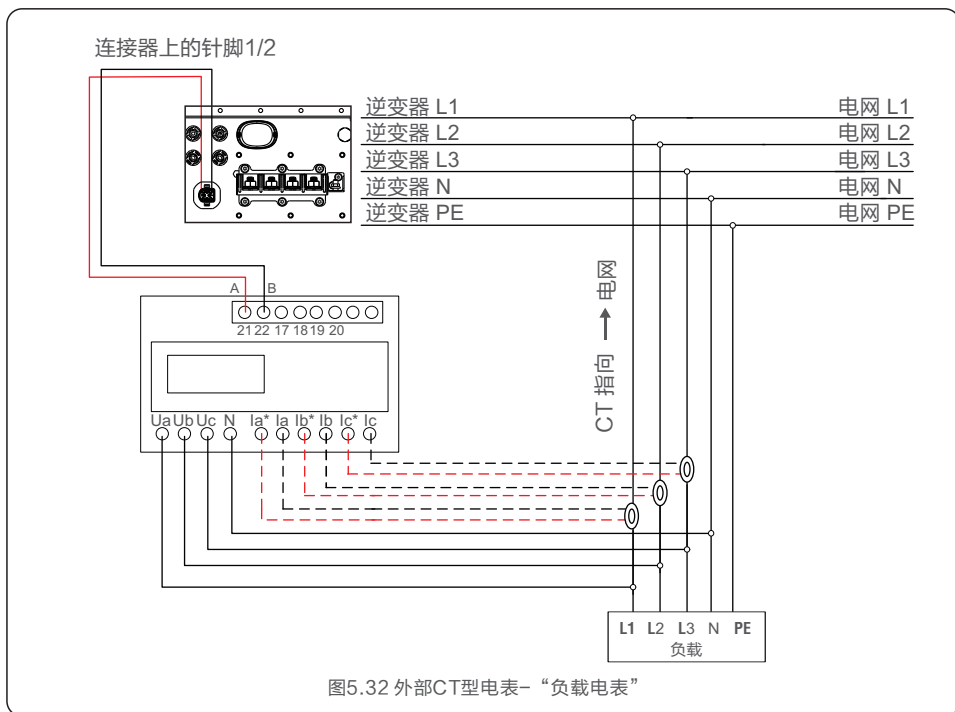 连接器上的针脚1/2
逆变器 L1 电网 L1
逆变器 L2 电网 L2
逆变器 L3 电网 L3
逆变器 N 电网 N
逆变器 PE 电网 PE
CT 指向 → 电网
A B
21 22 17 18 19 20
Ua Ub Uc N Ia* Ia Ib* Ib Ic* Ic
L1 L2 L3 N PE
负载
图5.32 外部CT型电表-“负载电表”